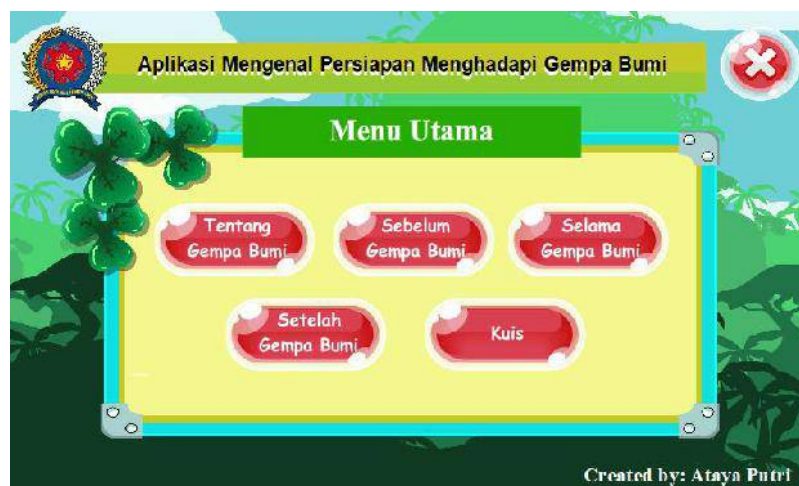 Aplikasi Mengenal Persiapan Menghadapi Gempa Bumi
Menu Utama
Tentang
Gempa Bumi
Sebelum
Gempa Bumi
Selama
Gempa Bumi
Setelah
Gempa Bumi
Kuis
Created by: Ataya Putri